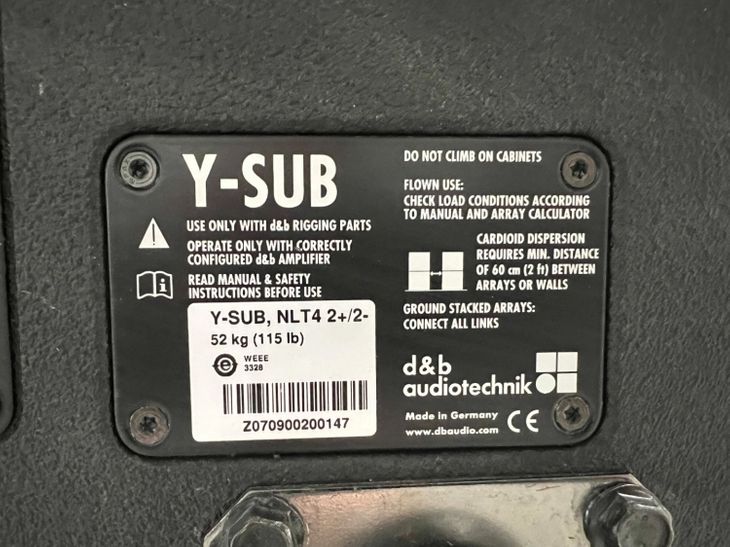 Y-SUB
USE ONLY WITH d&b RIGGING PARTS
OPERATE ONLY WITH CORRECTLY
CONFIGURED d&b AMPLIFIER
READ MANUAL & SAFETY
INSTRUCTIONS BEFORE USE
Y-SUB, NLT4 2+/2-
52 kg (115 lb)
WEEE
3328
Z070900200147
DO NOT CLIMB ON CABINETS
FLOWN USE:
CHECK LOAD CONDITIONS ACCORDING
TO MANUAL AND ARRAY CALCULATOR
CARDIOID DISPERSION
REQUIRES MIN. DISTANCE
OF 60 cm (2 ft) BETWEEN
ARRAYS OR WALLS
GROUND STACKED ARRAYS:
CONNECT ALL LINKS
d&b
audiotechnik
Made in Germany
www.dbaudio.com CE